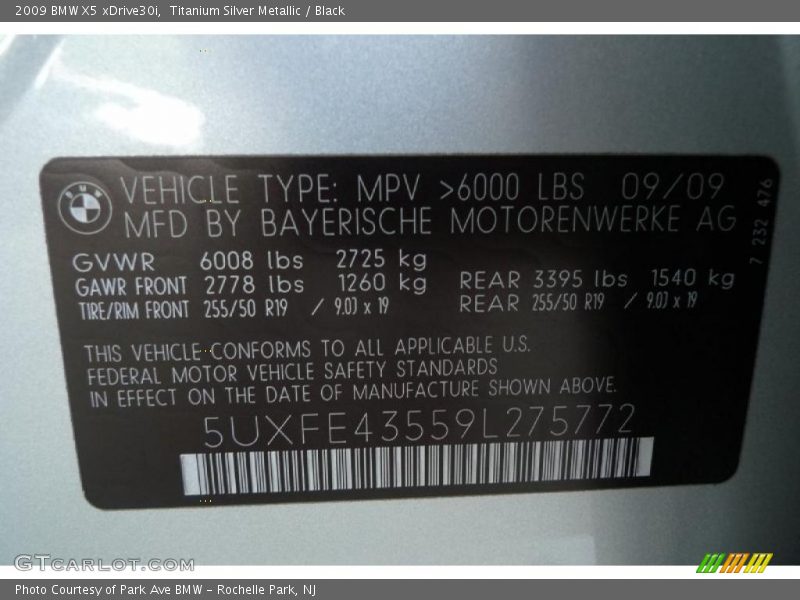 2009 BMW X5 xDrive30i,  Titanium Silver Metallic / Black
BMW
VEHICLE TYPE: MPV >6000 LBS 09/09
MFD BY BAYERISCHE MOTORENWERKE AG
7 232 476
GVWR 6008 lbs 2725 kg
GAWR FRONT 2778 lbs 1260 kg REAR 3395 lbs 1540 kg
TIRE/RIM FRONT 255/50 R19 / 9.0J x 19 REAR 255/50 R19 / 9.0J x 19
THIS VEHICLE CONFORMS TO ALL APPLICABLE U.S.
FEDERAL MOTOR VEHICLE SAFETY STANDARDS
IN EFFECT ON THE DATE OF MANUFACTURE SHOWN ABOVE.
5UXFE43559L275772
GTCARLOT.COM
Photo Courtesy of Park Ave BMW - Rochelle Park, NJ